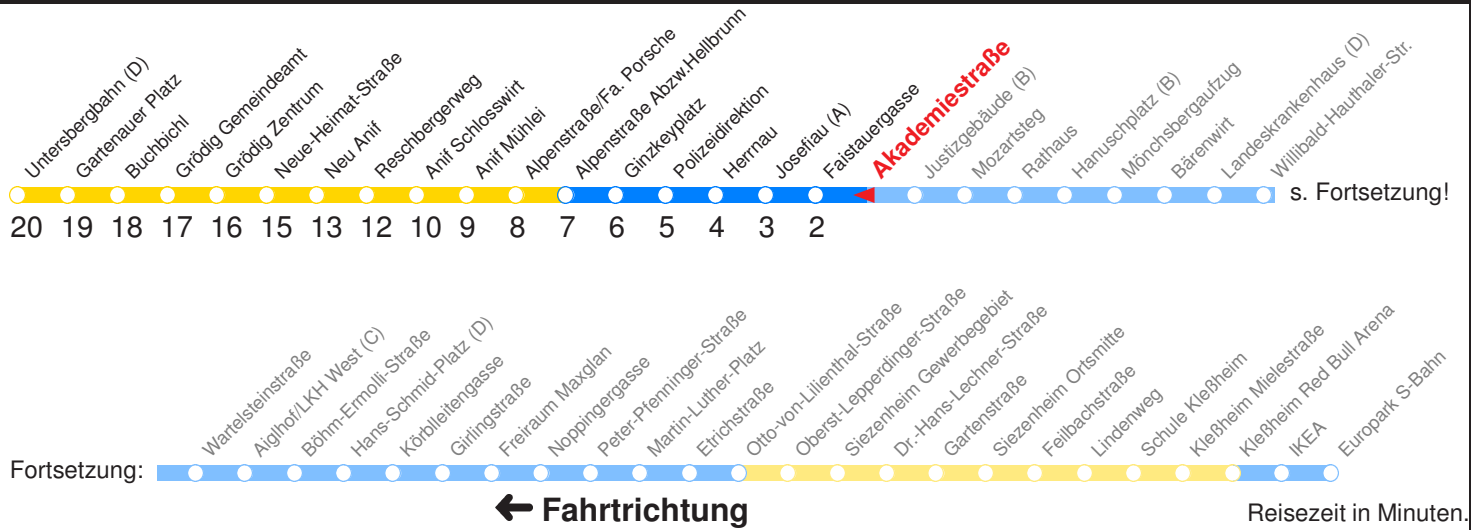 Untersbergbahn (D)
Gartenauer Platz
Buchbichl
Grödig Gemeindeamt
Grödig Zentrum
Neue-Heimat-Straße
Neu Anif
Reschbergerweg
Anif Schlosswirt
Anif Mühlei
Alpenstraße/Fa. Porsche
Alpenstraße Abzw.Hellbrunn
Ginzkeyplatz
Polizeidirektion
Herrnau
Josefiau (A)
Faistauergasse
Akademiestraße
Justizgebäude (B)
Mozartsteg
Rathaus
Hanuschplatz (B)
Mönchsbergaufzug
Bärenwirt
Landeskrankenhaus (D)
Willibald-Hauthaler-Str.
s. Fortsetzung!
20 19 18 17 16 15 13 12 10 9 8 7 6 5 4 3 2
Wartelsteinstraße
Aiglhof/LKH West (C)
Böhm-Ermolli-Straße
Hans-Schmid-Platz (D)
Körblleitengasse
Girlingstraße
Freiraum Maxglan
Noppingergasse
Peter-Pfenninger-Straße
Martin-Luther-Platz
Etrichstraße
Otto-von-Lilienthal-Straße
Oberst-Lepperdinger-Straße
Siezenheim Gewerbegebiet
Dr.-Hans-Lechner-Straße
Gartenstraße
Siezenheim Ortsmitte
Feilbachstraße
Lindenweg
Schule Kleßheim
Kleßheim Mielestraße
Kleßheim Red Bull Arena
IKEA
Europark S-Bahn
Fortsetzung:
Fahrtrichtung
Reisezeit in Minuten.